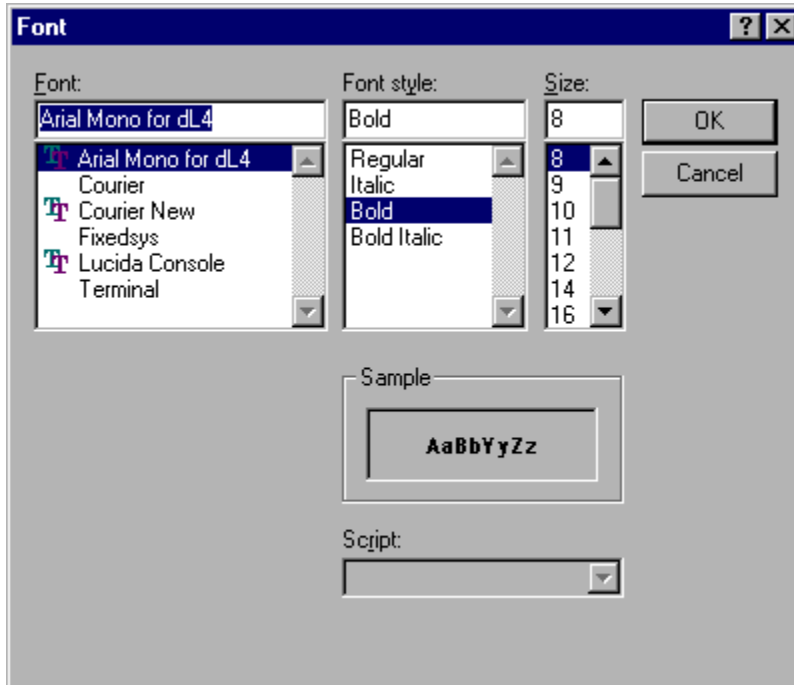 Font
Font: Font style: Size:
Arial Mono for dL4 Bold 8 OK
Arial Mono for dL4 Regular 8 Cancel
Courier Italic 9
Courier New Bold 10
Fixedsys Bold Italic 11
Lucida Console 12
Terminal 14
16
Sample
AaBbYyZz
Script: